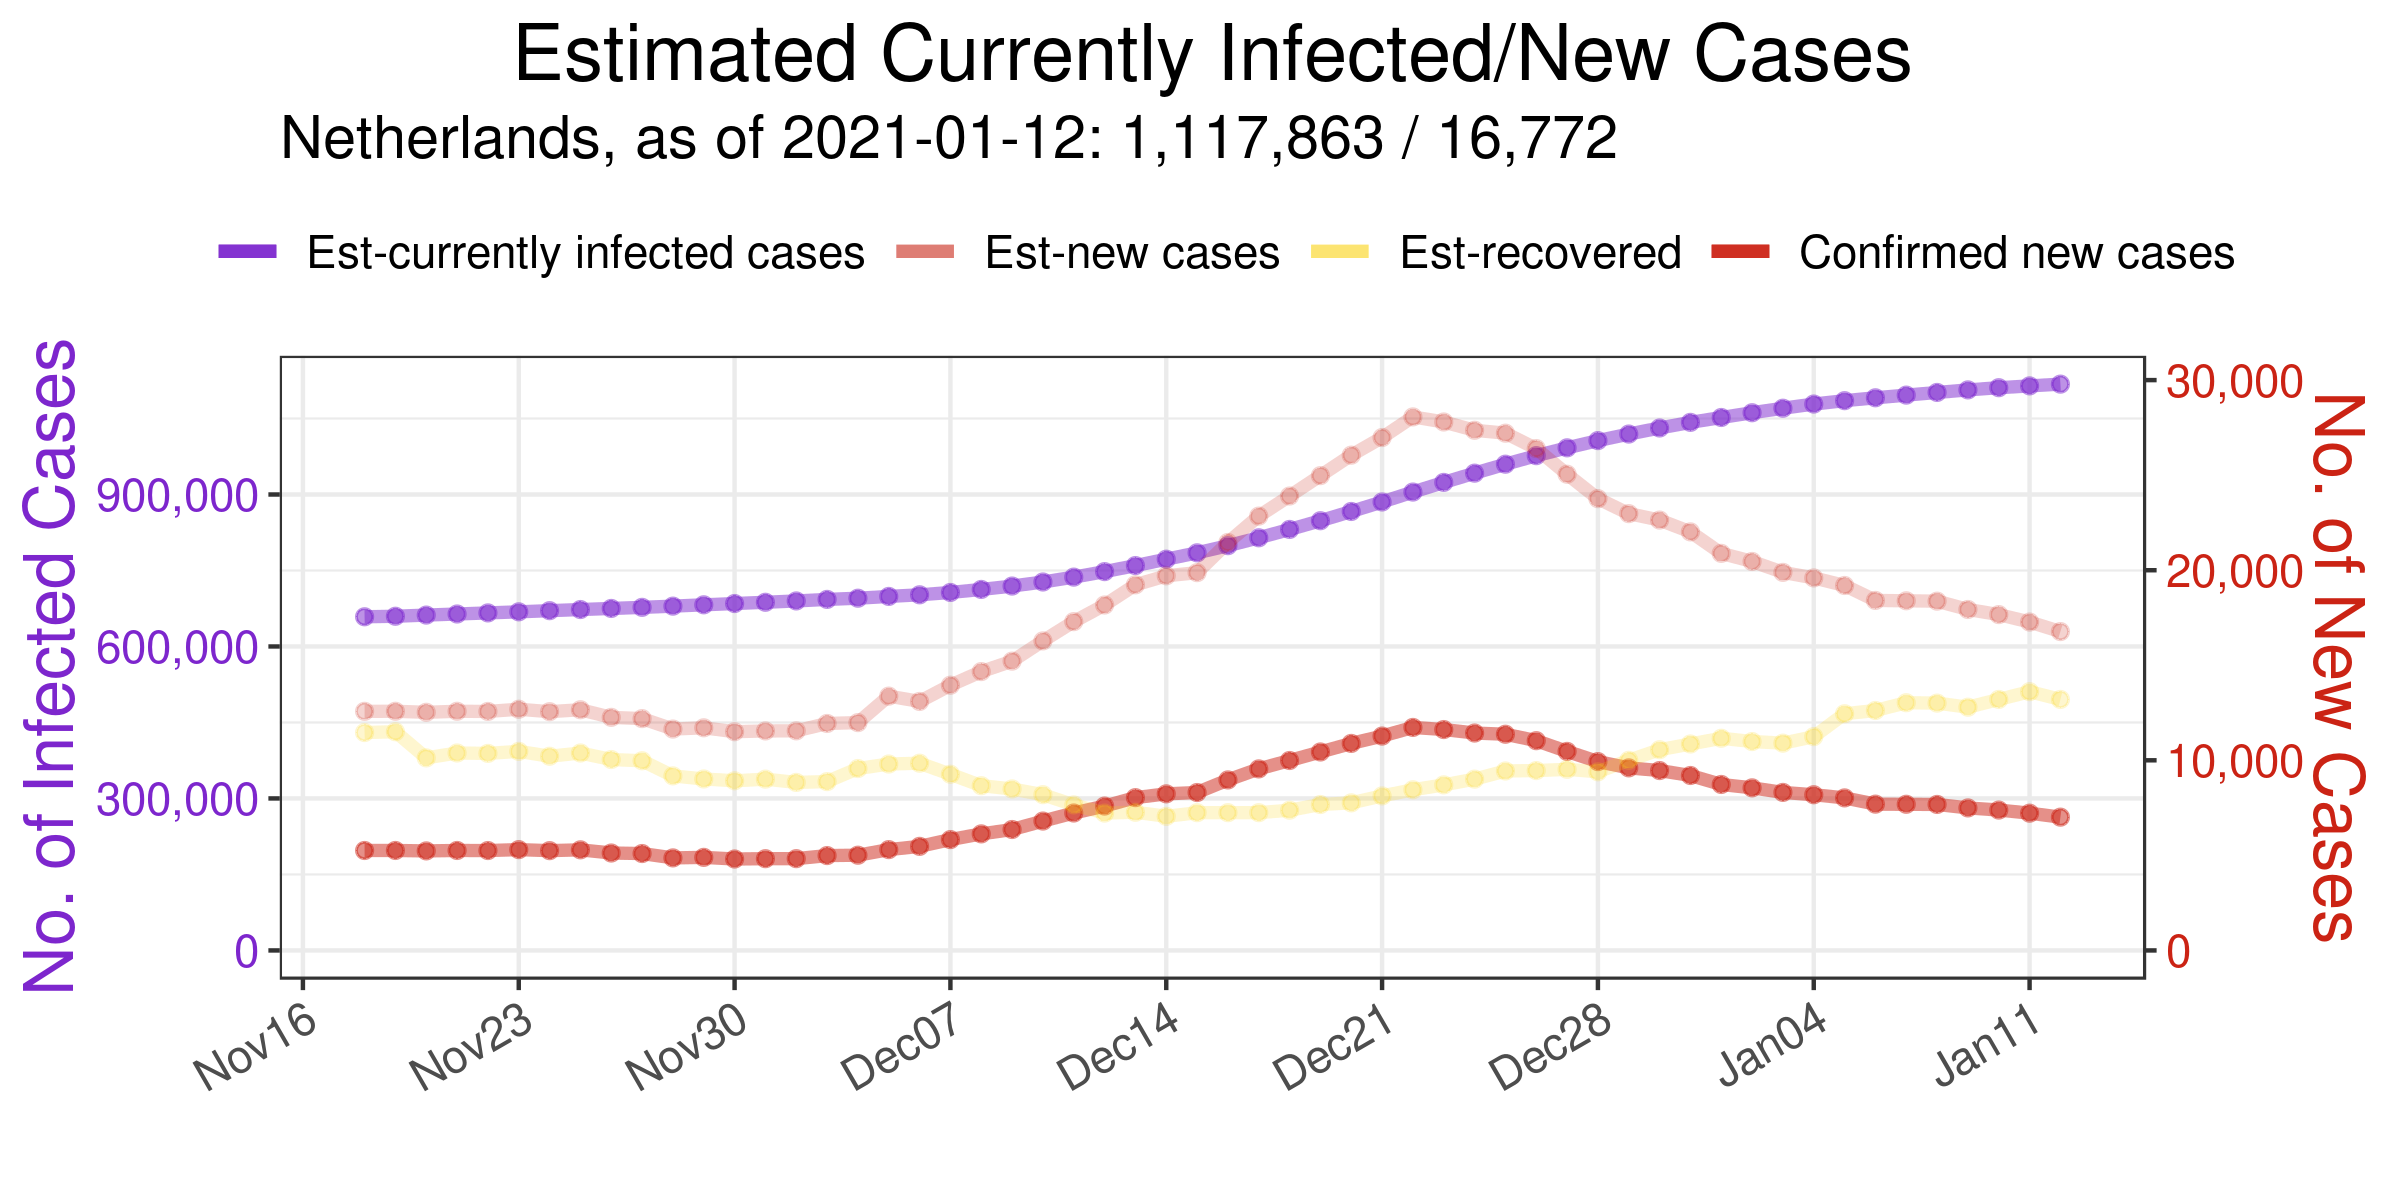 Estimated Currently Infected/New Cases
Netherlands, as of 2021-01-12: 1,117,863 / 16,772
Est-currently infected cases Est-new cases Est-recovered Confirmed new cases
No. of Infected Cases
900,000
600,000
300,000
0
30,000
20,000
10,000
0
No. of New Cases
Nov16 Nov23 Nov30 Dec07 Dec14 Dec21 Dec28 Jan04 Jan11